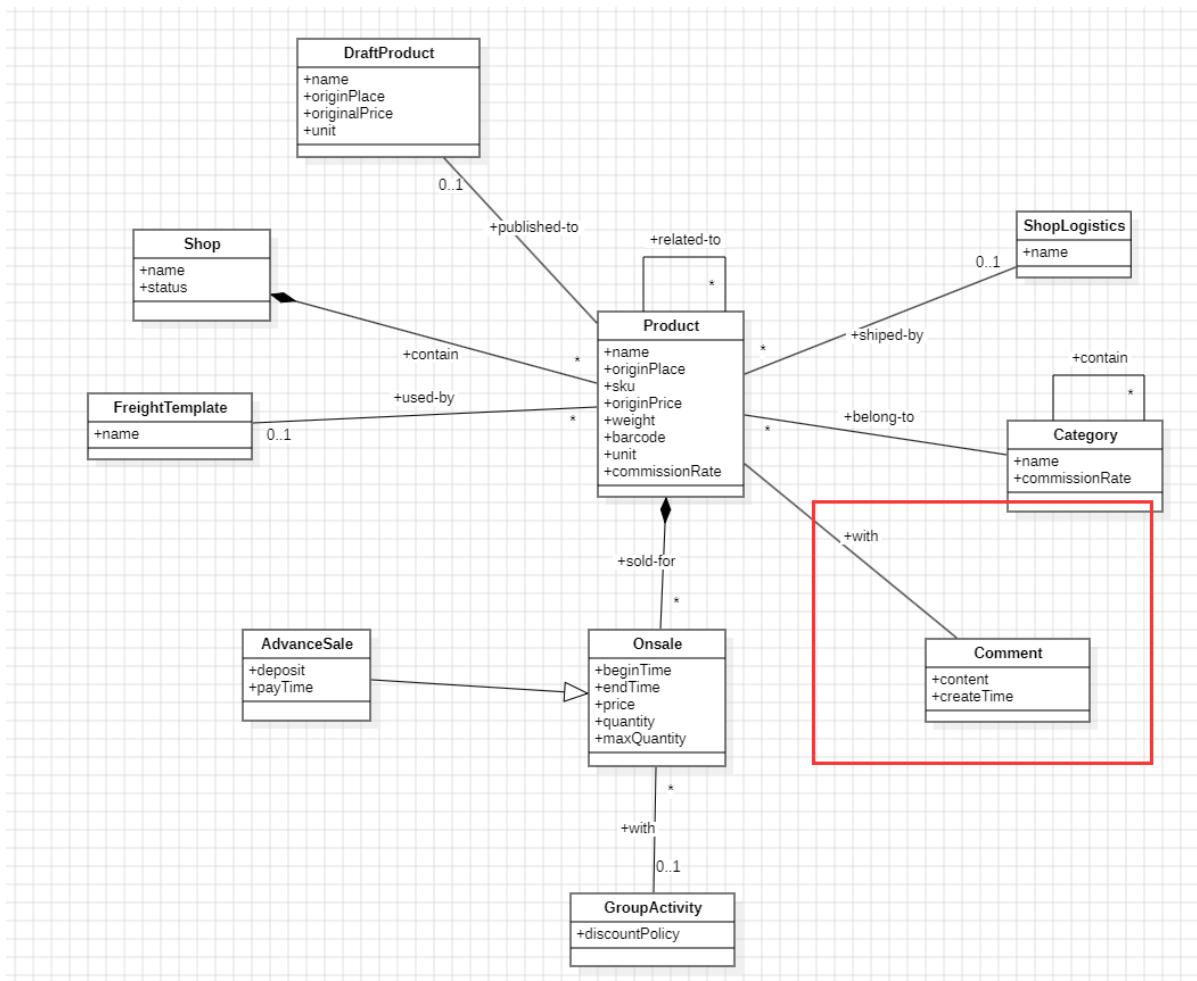 DraftProduct
+name
+originPlace
+originalPrice
+unit
0..1
+published-to
Shop
+name
+status
+contain
*
+related-to
*
ShopLogistics
+name
0..1
+shiped-by
*
Product
+name
+originPlace
+sku
+originPrice
+weight
+barcode
+unit
+commissionRate
FreightTemplate
+name
0..1
+used-by
*
+contain
*
+belong-to
*
Category
+name
+commissionRate
+with
Comment
+content
+createTime
+sold-for
*
AdvanceSale
+deposit
+payTime
Onsale
+beginTime
+endTime
+price
+quantity
+maxQuantity
*
+with
0..1
GroupActivity
+discountPolicy